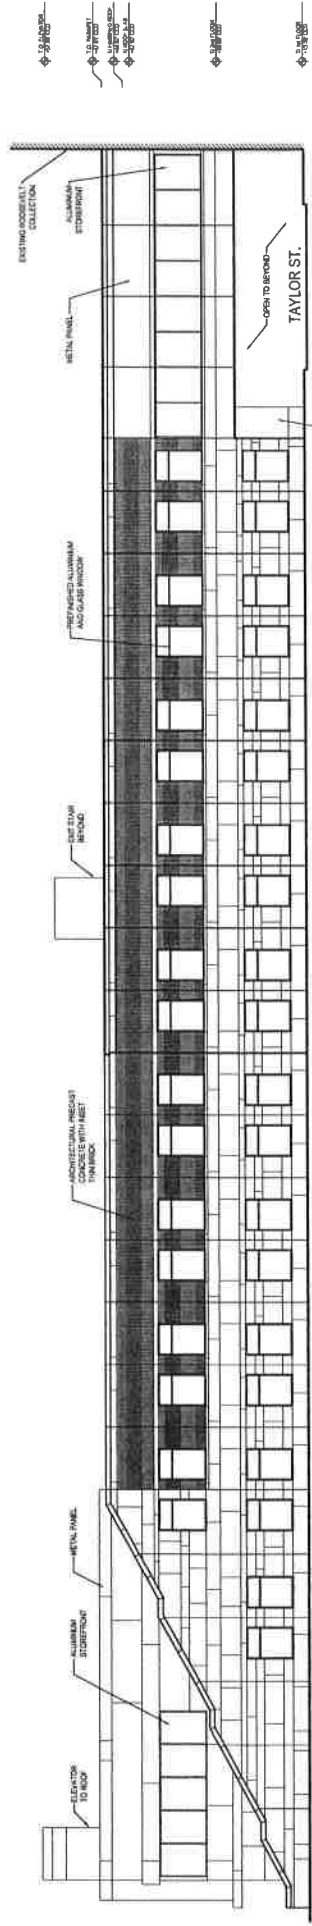 ELEVATOR
TO ROOF
ALUMINUM
STOREFRONT
METAL PANEL
ARCHITECTURAL PRECAST
CONCRETE WITH INSET
THIN BRICK
EXIT STAIR
BEYOND
PREFINISHED ALUMINUM
AND GLASS WINDOW
METAL PANEL
ALUMINUM
STOREFRONT
EXISTING ROOSEVELT
COLLECTION
OPEN TO BEYOND
TAYLOR ST.
T.O. PARAPET